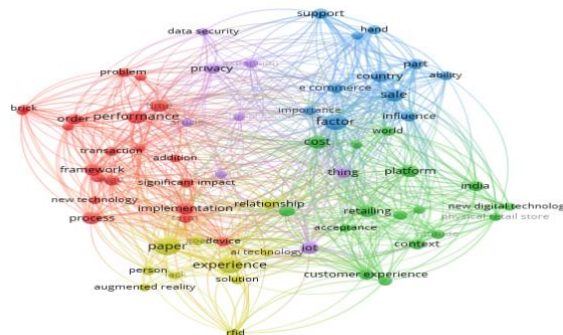 support
data security
hand
privacy
problem
country
part
ability
e commerce
sale
brick
order
performance
importance
influence
factor
world
cost
transaction
addition
thing
platform
framework
significant impact
india
new technology
relationship
new digital technolog
process
implementation
retailing
physical retail store
acceptance
paper
device
iot
context
ai technology
person
experience
customer experience
augmented reality
solution
rfid